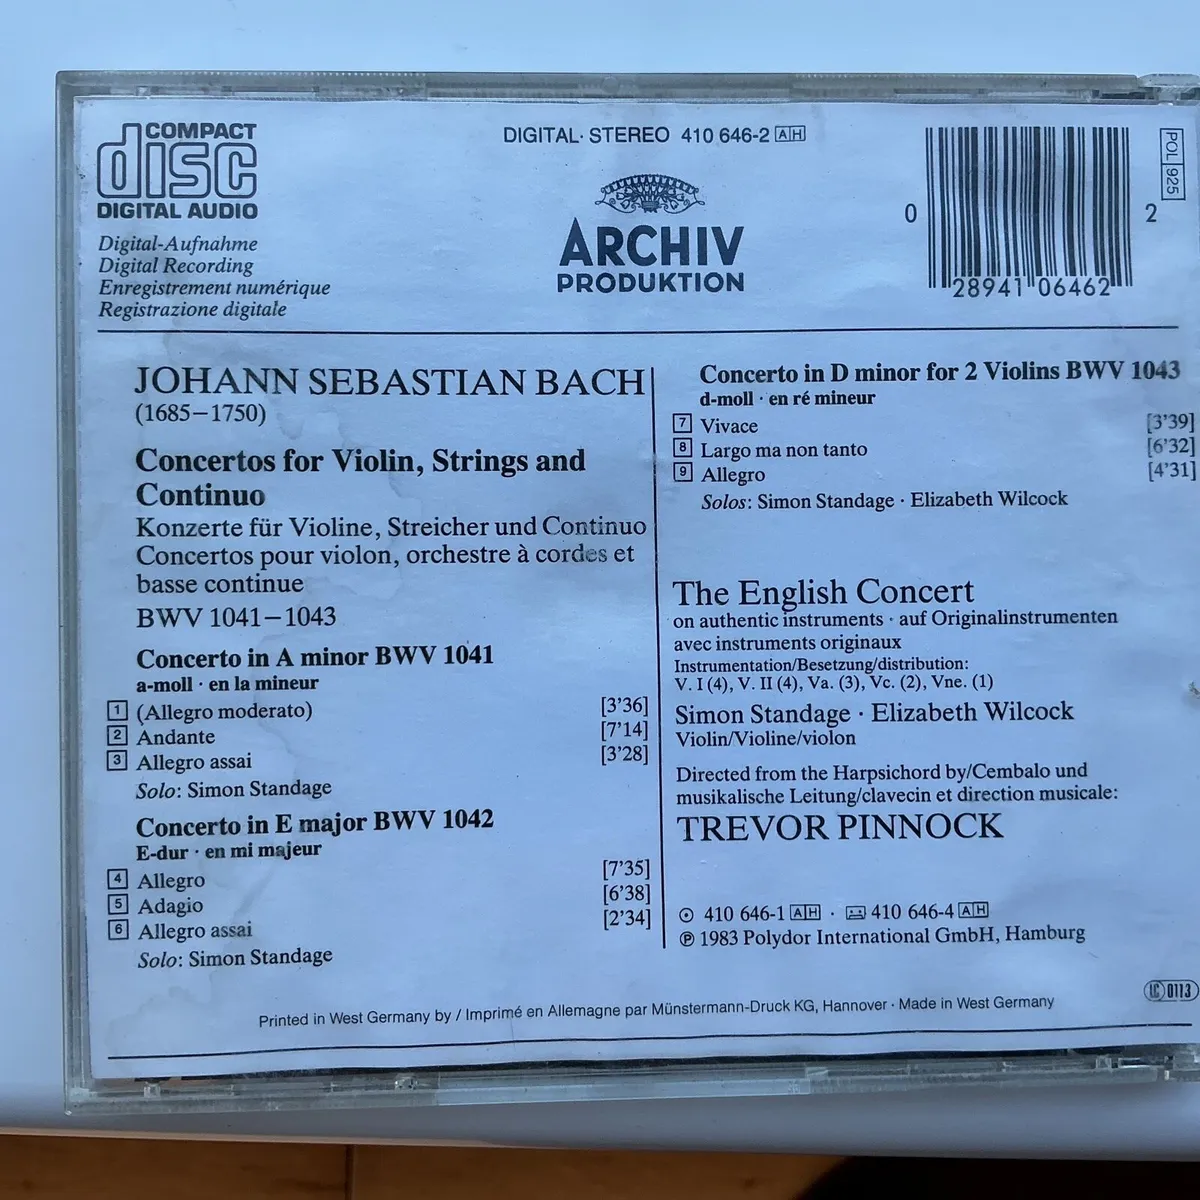 COMPACT
disc
DIGITAL AUDIO
Digital-Aufnahme
Digital Recording
Enregistrement numérique
Registrazione digitale
DIGITAL · STEREO 410 646-2 AH
ARCHIV
PRODUKTION
0 28941 06462 2
POL 925
JOHANN SEBASTIAN BACH
(1685–1750)
Concertos for Violin, Strings and
Continuo
Konzerte für Violine, Streicher und Continuo
Concertos pour violon, orchestre à cordes et
basse continue
BWV 1041–1043
Concerto in A minor BWV 1041
a-moll · en la mineur
1 (Allegro moderato) [3'36]
2 Andante [7'14]
3 Allegro assai [3'28]
Solo: Simon Standage
Concerto in E major BWV 1042
E-dur · en mi majeur
4 Allegro [7'35]
5 Adagio [6'38]
6 Allegro assai [2'34]
Solo: Simon Standage
Concerto in D minor for 2 Violins BWV 1043
d-moll · en ré mineur
7 Vivace [3'39]
8 Largo ma non tanto [6'32]
9 Allegro [4'31]
Solos: Simon Standage · Elizabeth Wilcock
The English Concert
on authentic instruments · auf Originalinstrumenten
avec instruments originaux
Instrumentation/Besetzung/distribution:
V. I (4), V. II (4), Va. (3), Vc. (2), Vne. (1)
Simon Standage · Elizabeth Wilcock
Violin/Violine/violon
Directed from the Harpsichord by/Cembalo und
musikalische Leitung/clavecin et direction musicale:
TREVOR PINNOCK
410 646-1 AH · 410 646-4 AH
℗ 1983 Polydor International GmbH, Hamburg
LC 0113
Printed in West Germany by / Imprimé en Allemagne par Münstermann-Druck KG, Hannover · Made in West Germany